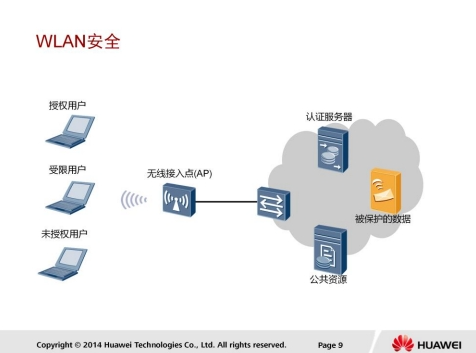 WLAN安全
授权用户
认证服务器
受限用户
无线接入点(AP)
被保护的数据
未授权用户
公共资源
Copyright © 2014 Huawei Technologies Co., Ltd. All rights reserved.
Page 9
HUAWEI